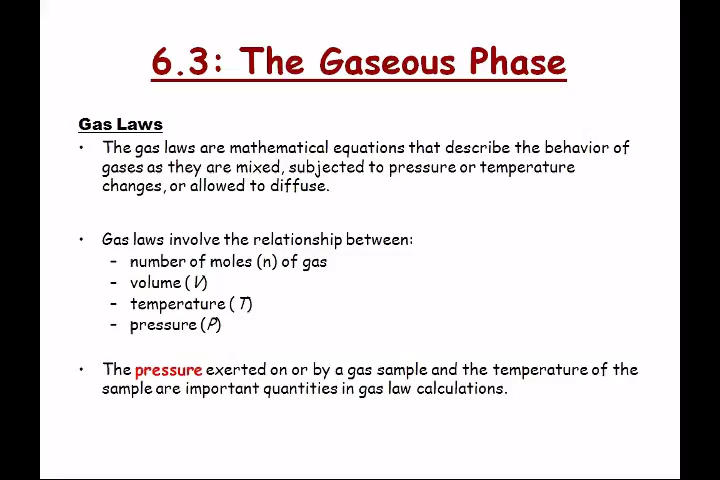 6.3: The Gaseous Phase
Gas Laws
• The gas laws are mathematical equations that describe the behavior of
gases as they are mixed, subjected to pressure or temperature
changes, or allowed to diffuse.
• Gas laws involve the relationship between:
– number of moles (n) of gas
– volume (V)
– temperature (T)
– pressure (P)
• The pressure exerted on or by a gas sample and the temperature of the
sample are important quantities in gas law calculations.